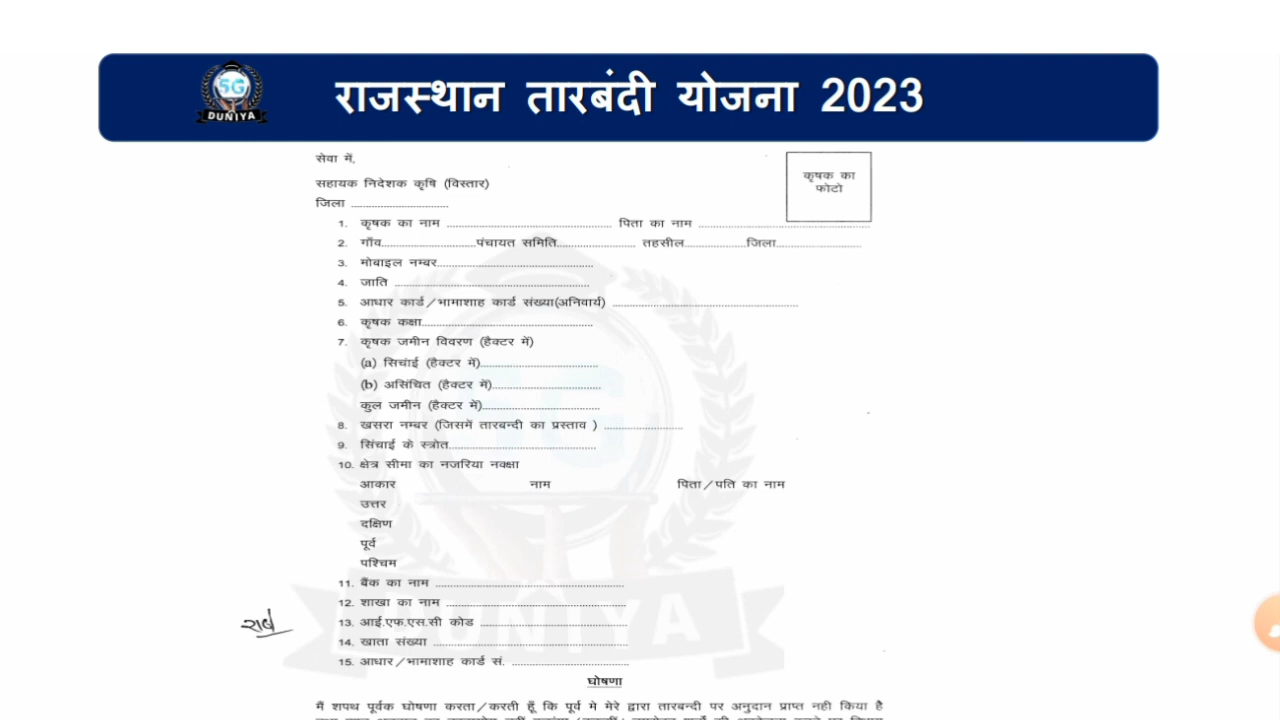 5G
DUNIYA
राजस्थान तारबंदी योजना 2023
सेवा में,
कृषक का
फोटो
सहायक निदेशक कृषि (विस्तार)
जिला ..............................
1. कृषक का नाम .................................................. पिता का नाम ....................................................
2. गाँव.............................पंचायत समिति........................ तहसील...................जिला..........................
3. मोबाइल नम्बर................................................
4. जाति ............................................................
5. आधार कार्ड/भामाशाह कार्ड संख्या(अनिवार्य) .........................................................
6. कृषक कक्षा.....................................................
7. कृषक जमीन विवरण (हैक्टर में)
(a) सिचांई (हैक्टर में)....................................
(b) असिंचित (हैक्टर में).................................
कुल जमीन (हैक्टर में)....................................
8. खसरा नम्बर (जिसमें तारबन्दी का प्रस्ताव ) ........................
9. सिंचाई के स्त्रोत.............................................
10. क्षेत्र सीमा का नजरिया नक्षा
आकार नाम पिता/पति का नाम
उत्तर
दक्षिण
पूर्व
पश्चिम
11. बैंक का नाम .........................................................
12. शाखा का नाम ......................................................
13. आई.एफ.एस.सी कोड ............................................
14. खाता संख्या ..........................................................
15. आधार/भामाशाह कार्ड सं. ...................................
घोषणा
मैं शपथ पूर्वक घोषणा करता/करती हूँ कि पूर्व मे मेरे द्वारा तारबन्दी पर अनुदान प्राप्त नही किया है